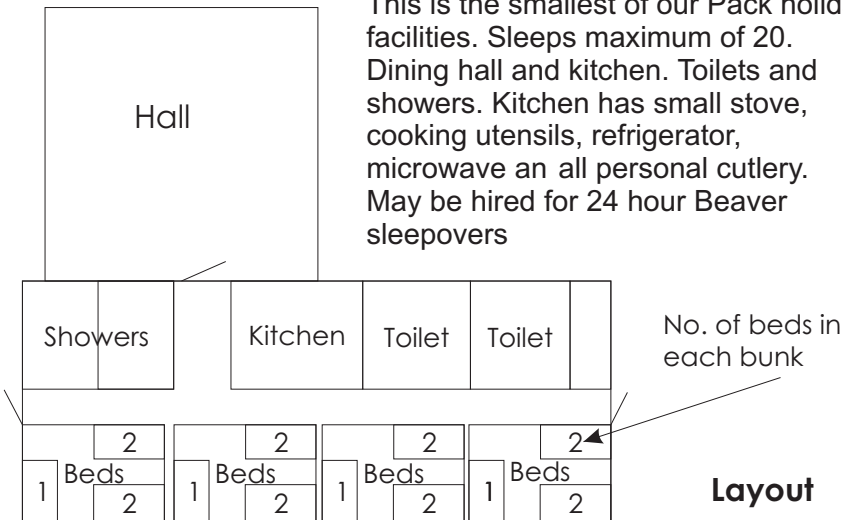 This is the smallest of our Pack holid
facilities. Sleeps maximum of 20.
Dining hall and kitchen. Toilets and
showers. Kitchen has small stove,
cooking utensils, refrigerator,
microwave an all personal cutlery.
May be hired for 24 hour Beaver
sleepovers
Hall
Showers
Kitchen
Toilet
Toilet
No. of beds in
each bunk
2 2 2 2
Beds Beds Beds Beds
1 2 1 2 1 2 1 2
Layout